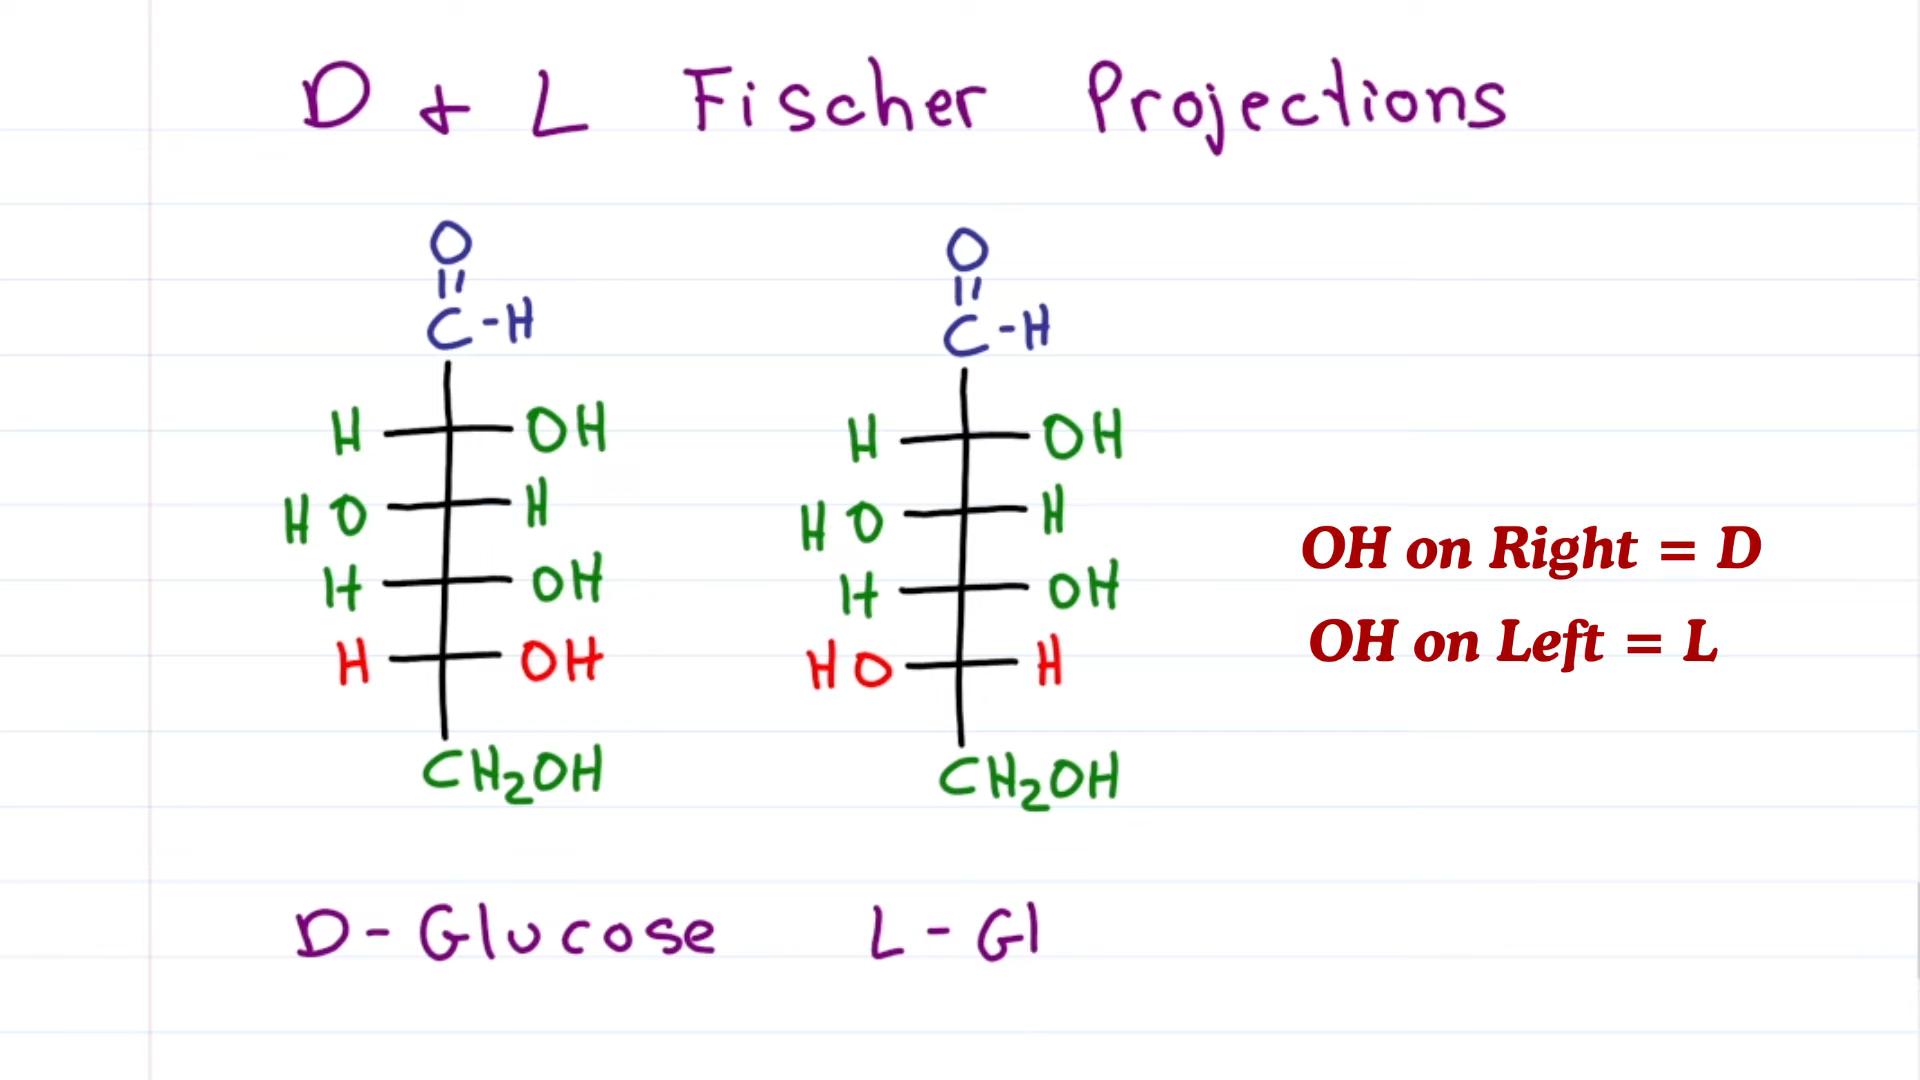 D & L Fischer Projections
O O
C-H C-H
H OH H OH
HO H HO H
H OH H OH
H OH HO H
CH₂OH CH₂OH
OH on Right = D
OH on Left = L
D-Glucose L-Gl